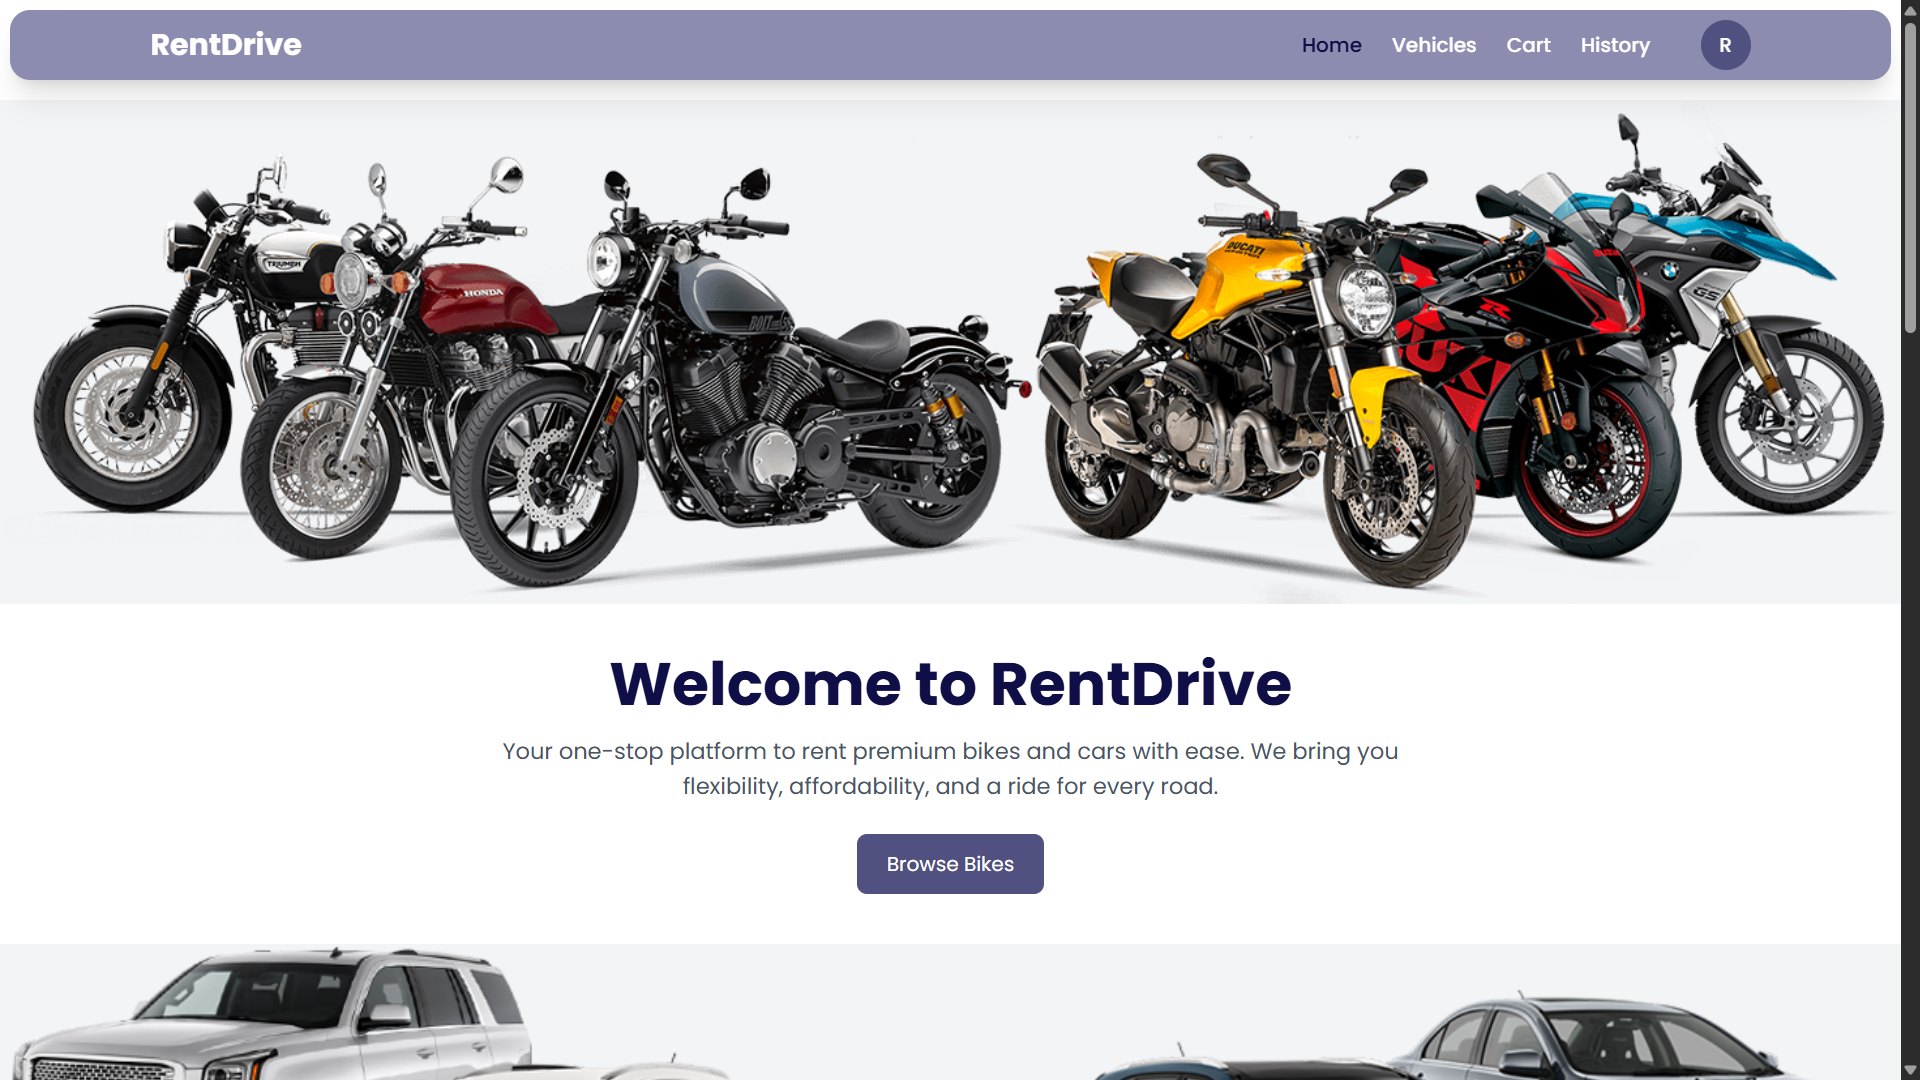 RentDrive
Home Vehicles Cart History R
TRIUMPH
HONDA
BOLT
DUCATI
GS
Welcome to RentDrive
Your one-stop platform to rent premium bikes and cars with ease. We bring you
flexibility, affordability, and a ride for every road.
Browse Bikes